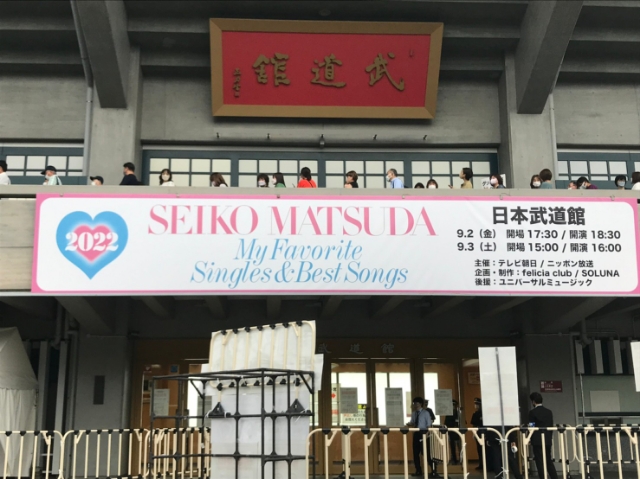 武道館
2022
SEIKO MATSUDA
My Favorite
Singles & Best Songs
日本武道館
9.2（金） 開場 17:30 / 開演 18:30
9.3（土） 開場 15:00 / 開演 16:00
主催：テレビ朝日 / ニッポン放送
企画・制作：felicia club / SOLUNA
後援：ユニバーサルミュージック
武道館